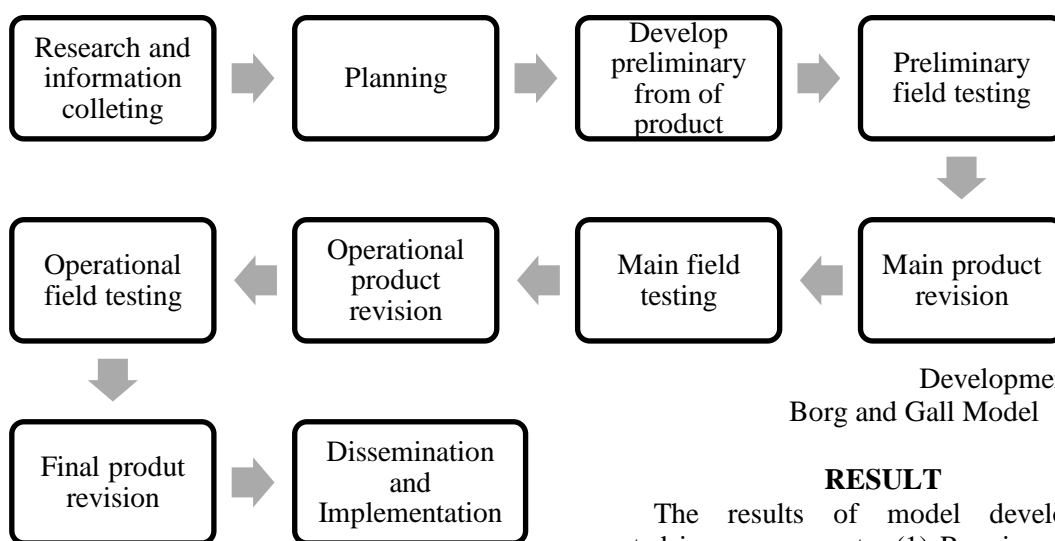 Research and
information
colleting
Planning
Develop
preliminary
from of
product
Preliminary
field testing
Main product
revision
Main field
testing
Operational
product
revision
Operational
field testing
Final produt
revision
Dissemination
and
Implementation
Borg and Gall Model
RESULT
The results of model
(1)